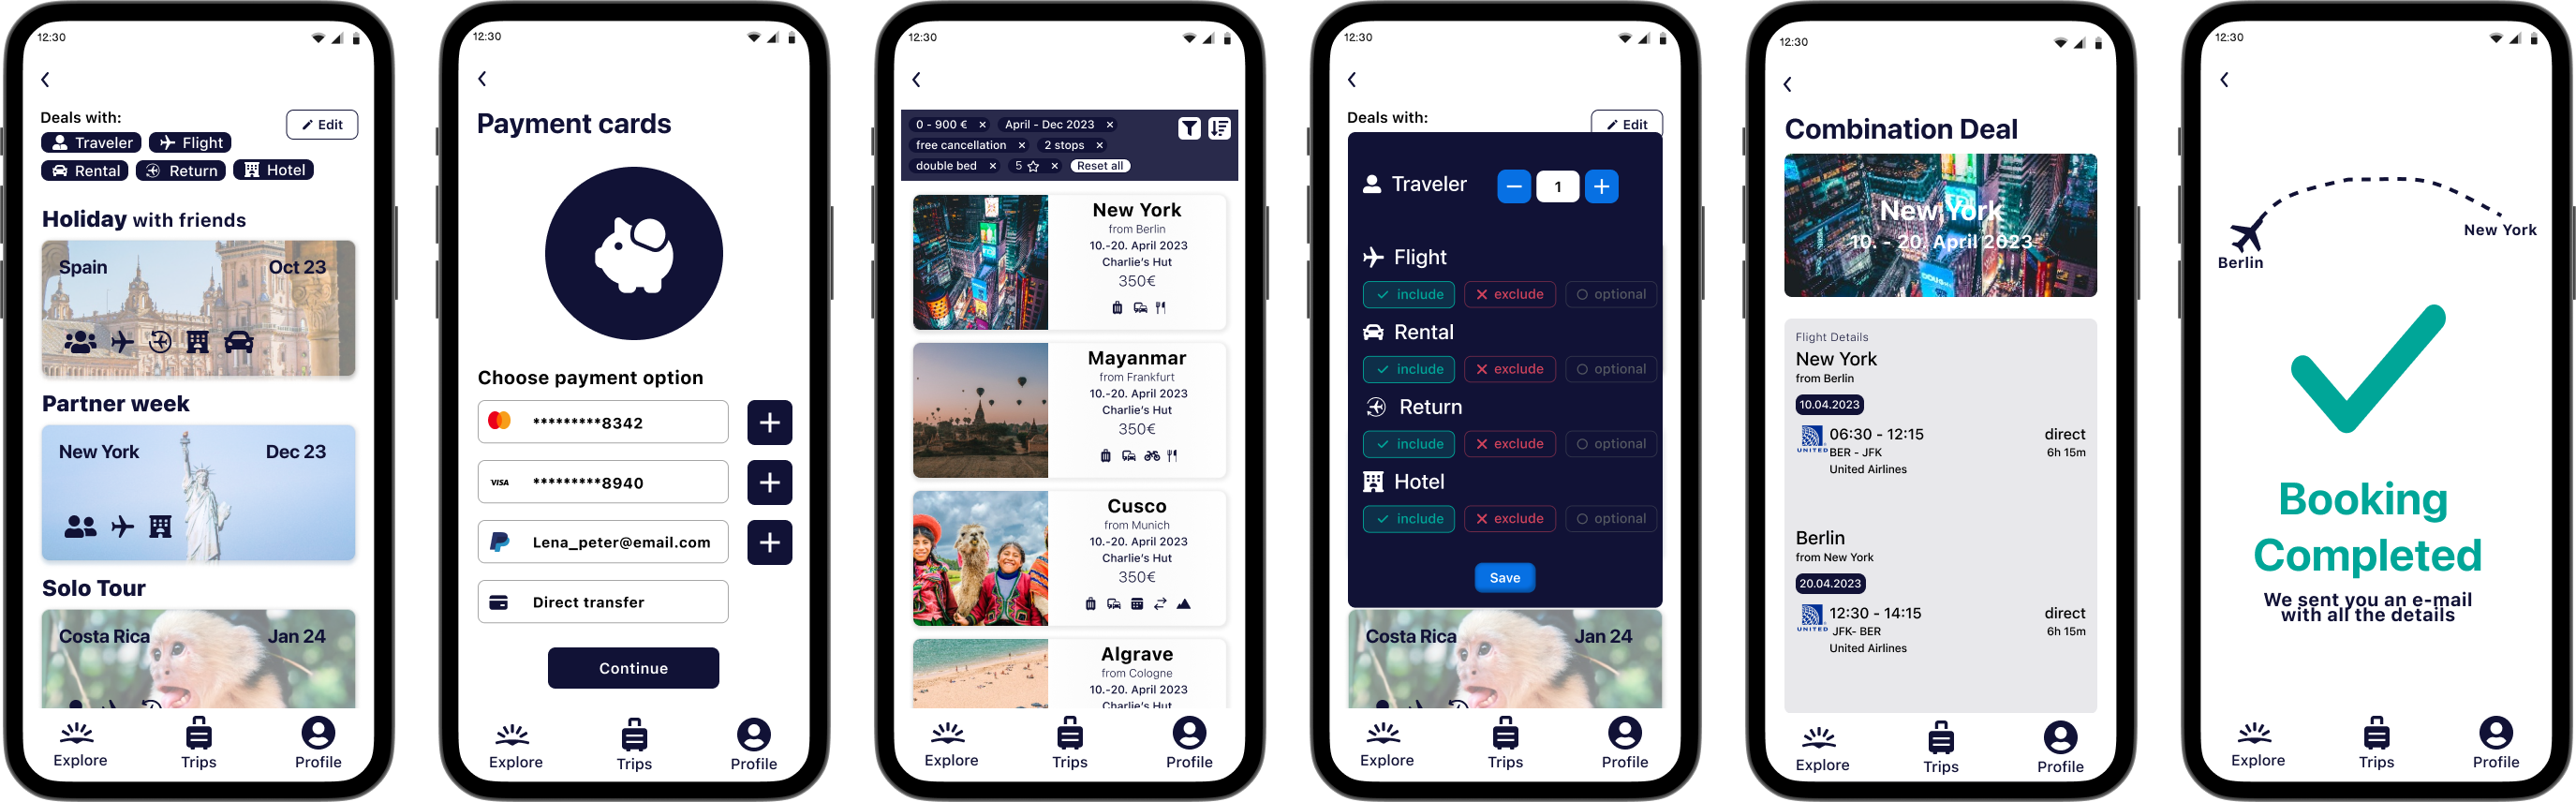 12:30
Deals with:
Edit
Traveler
Flight
Rental
Return
Hotel
Holiday with friends
Spain
Oct 23
Partner week
New York
Dec 23
Solo Tour
Costa Rica
Jan 24
Explore
Trips
Profile
12:30
Payment cards
Choose payment option
*********8342
VISA
*********8940
Lena_peter@email.com
Direct transfer
Continue
Explore
Trips
Profile
12:30
0 - 900 € ×
April - Dec 2023 ×
free cancellation ×
2 stops ×
double bed ×
5 ×
Reset all
New York
from Berlin
10.-20. April 2023
Charlie's Hut
350€
Mayanmar
from Frankfurt
10.-20. April 2023
Charlie's Hut
350€
Cusco
from Munich
10.-20. April 2023
Charlie's Hut
350€
Algrave
from Cologne
10.-20. April 2023
Charlie's Hut
Explore
Trips
Profile
12:30
Deals with:
Edit
Traveler
1
Flight
include
exclude
optional
Rental
include
exclude
optional
Return
include
exclude
optional
Hotel
include
exclude
optional
Save
Costa Rica
Jan 24
Explore
Trips
Profile
12:30
Combination Deal
New York
10. - 20. April 2023
Flight Details
New York
from Berlin
10.04.2023
UNITED
06:30 - 12:15
direct
BER - JFK
6h 15m
United Airlines
Berlin
from New York
20.04.2023
UNITED
12:30 - 14:15
direct
JFK- BER
6h 15m
United Airlines
Explore
Trips
Profile
12:30
New York
Berlin
Booking
Completed
We sent you an e-mail
with all the details
Explore
Trips
Profile